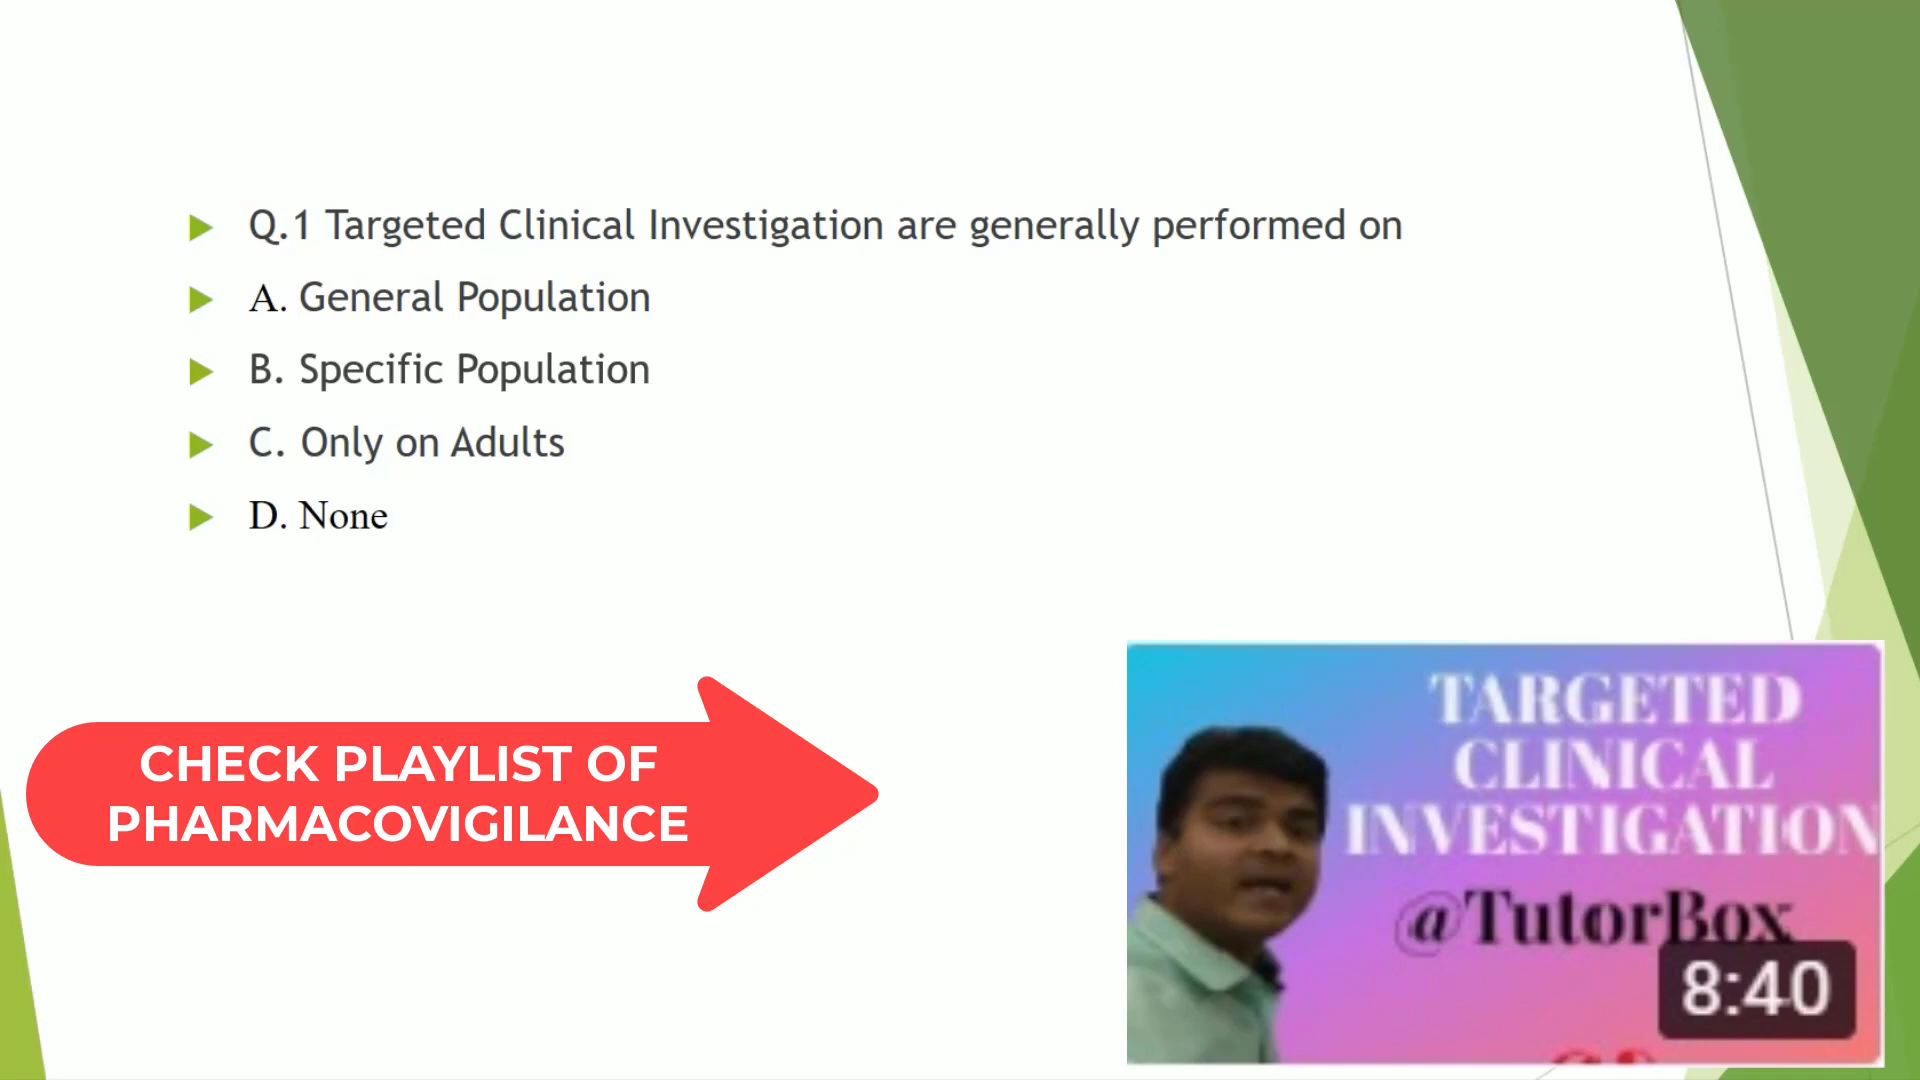 Q.1 Targeted Clinical Investigation are generally performed on
A. General Population
B. Specific Population
C. Only on Adults
D. None
CHECK PLAYLIST OF
PHARMACOVIGILANCE
TARGETED
CLINICAL
INVESTIGATION
@TutorBox
8:40